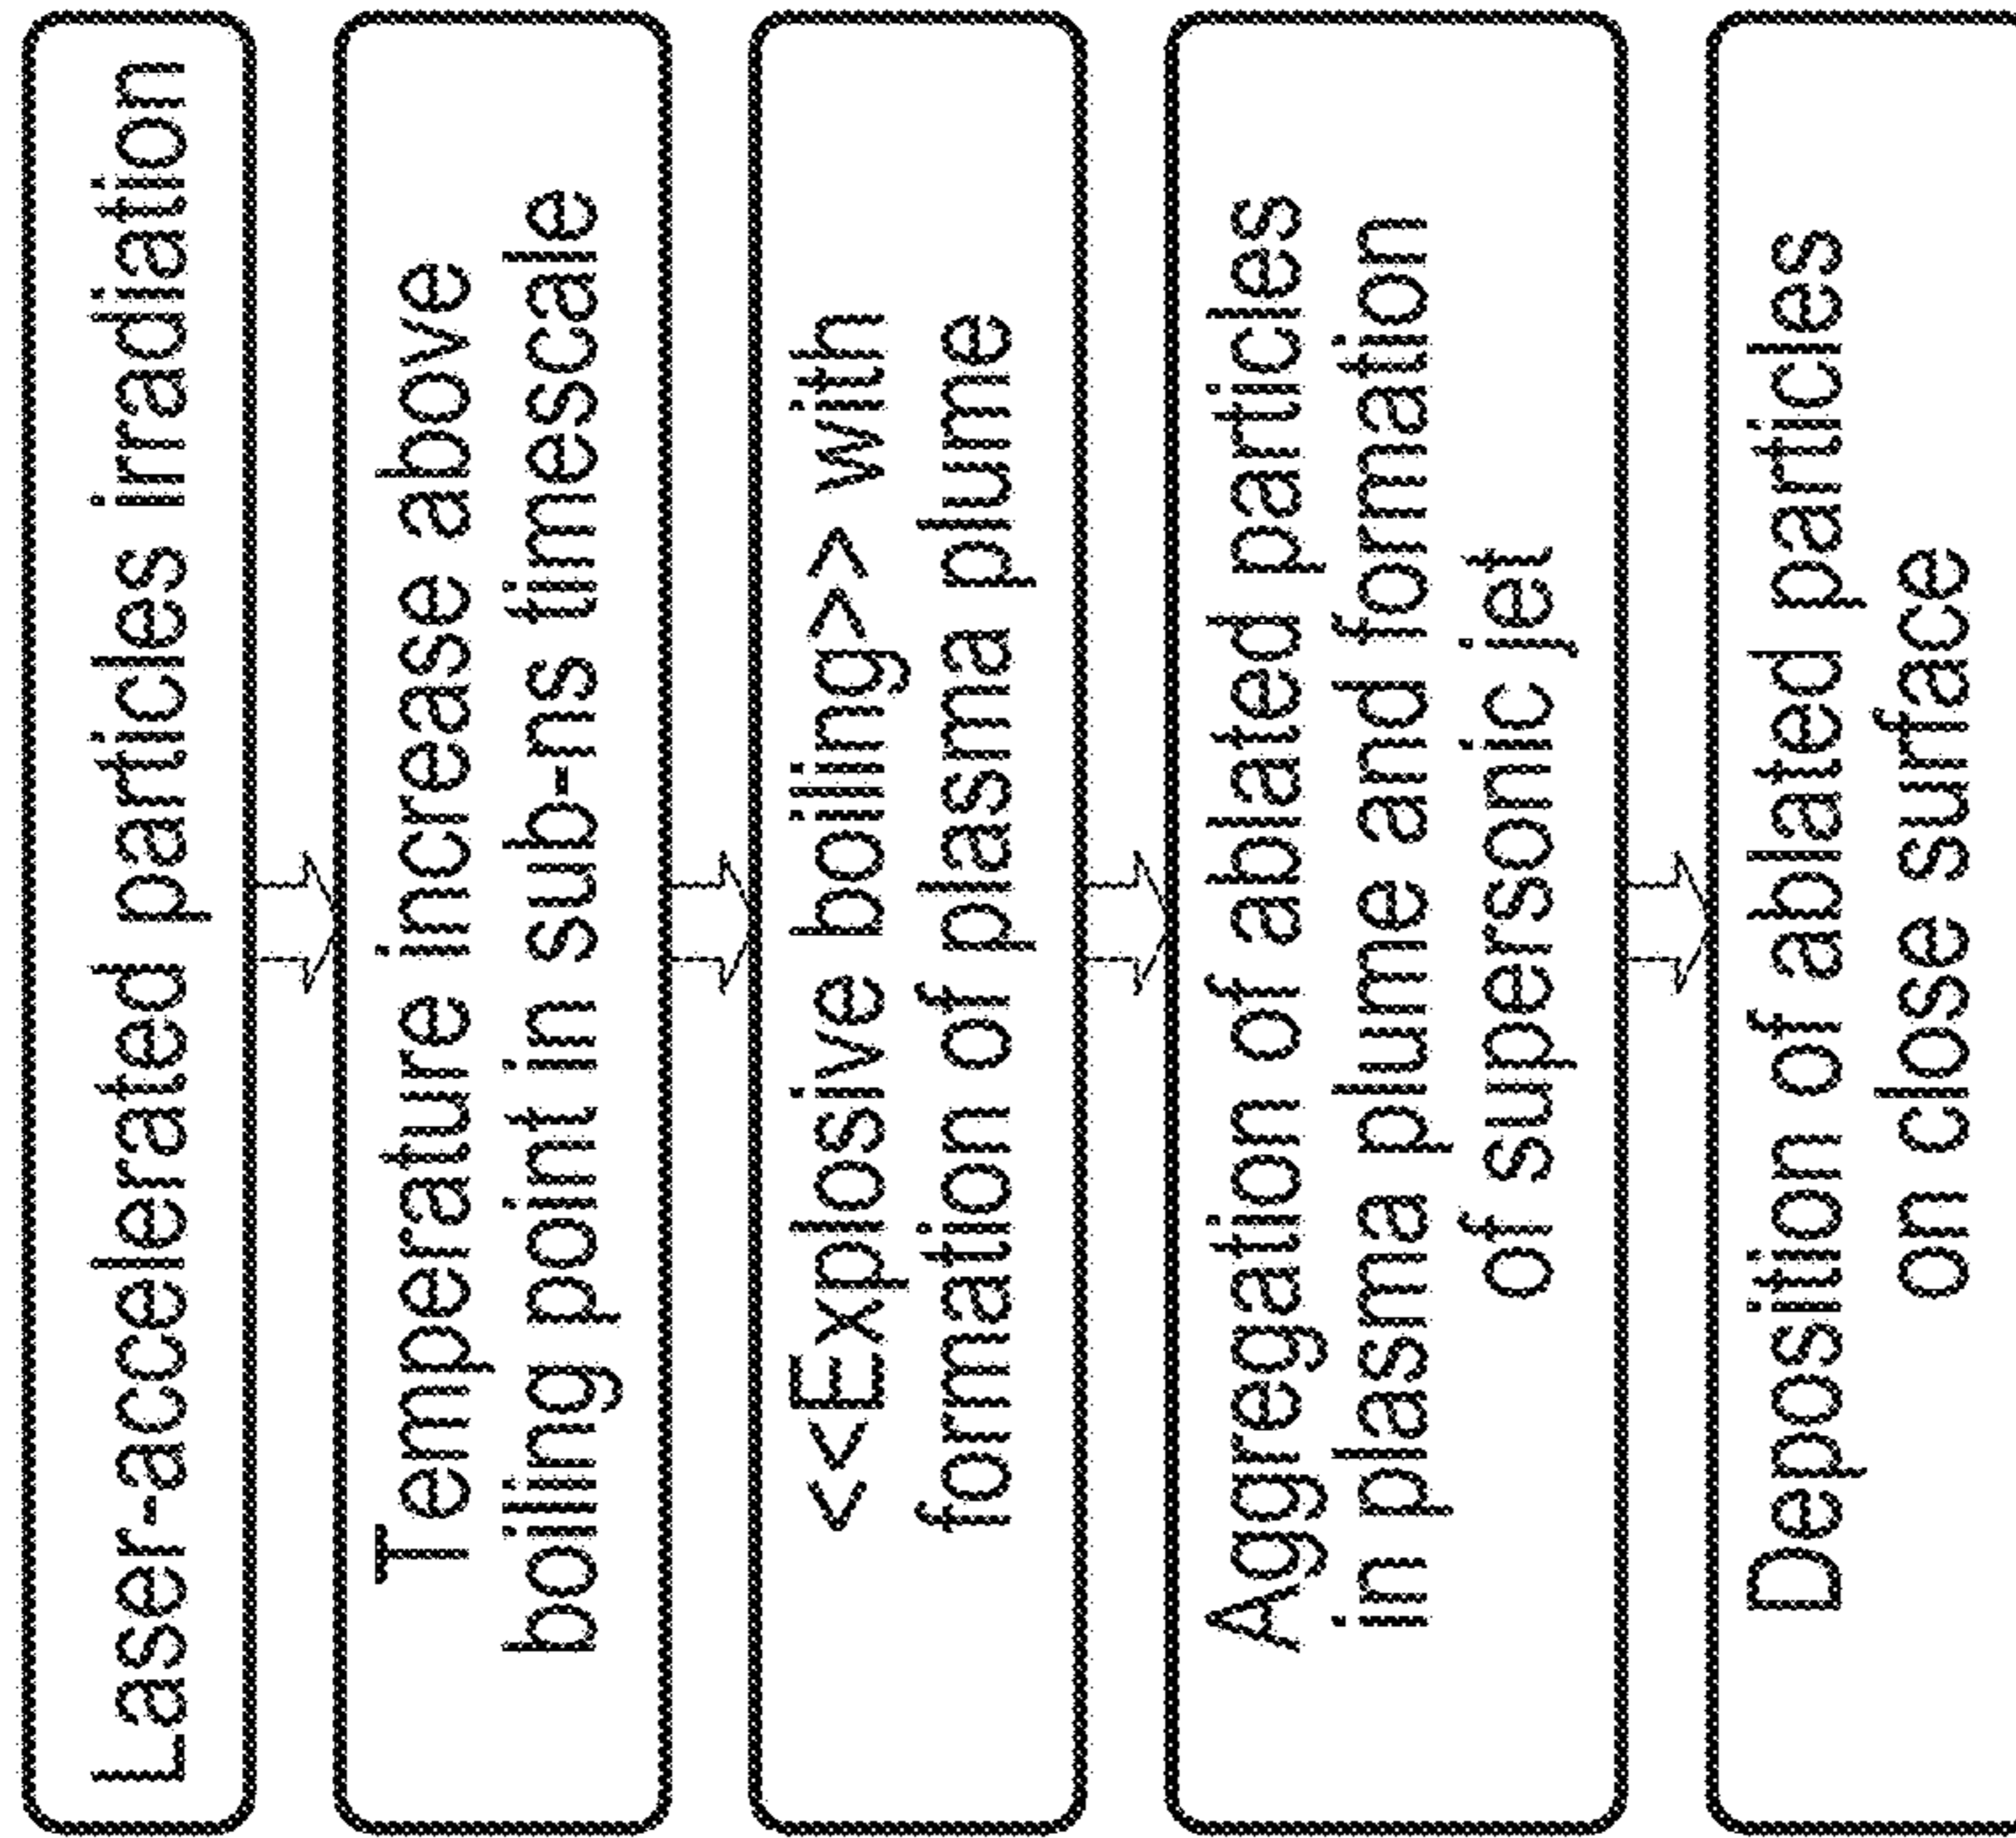 Laser-accelerated particles irradiation
Temperature increase above
boiling point in sub-ns timescale
<<Explosive boiling>> with
formation of plasma plume
Aggregation of ablated particles
in plasma plume and formation
of supersonic jet
Deposition of ablated particles
on close surface